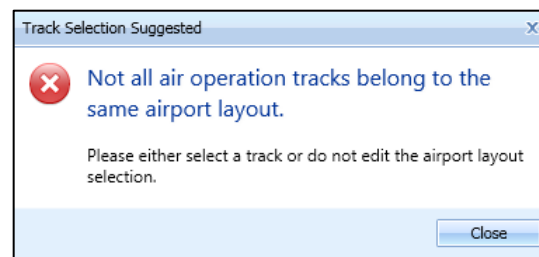 Track Selection Suggested
Not all air operation tracks belong to the
same airport layout.
Please either select a track or do not edit the airport layout
selection.
Close